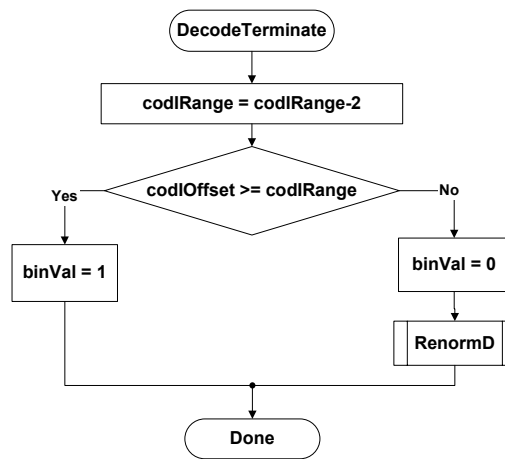 DecodeTerminate
codIRange = codIRange-2
codIOffset >= codIRange
Yes
No
binVal = 1
binVal = 0
RenormD
Done